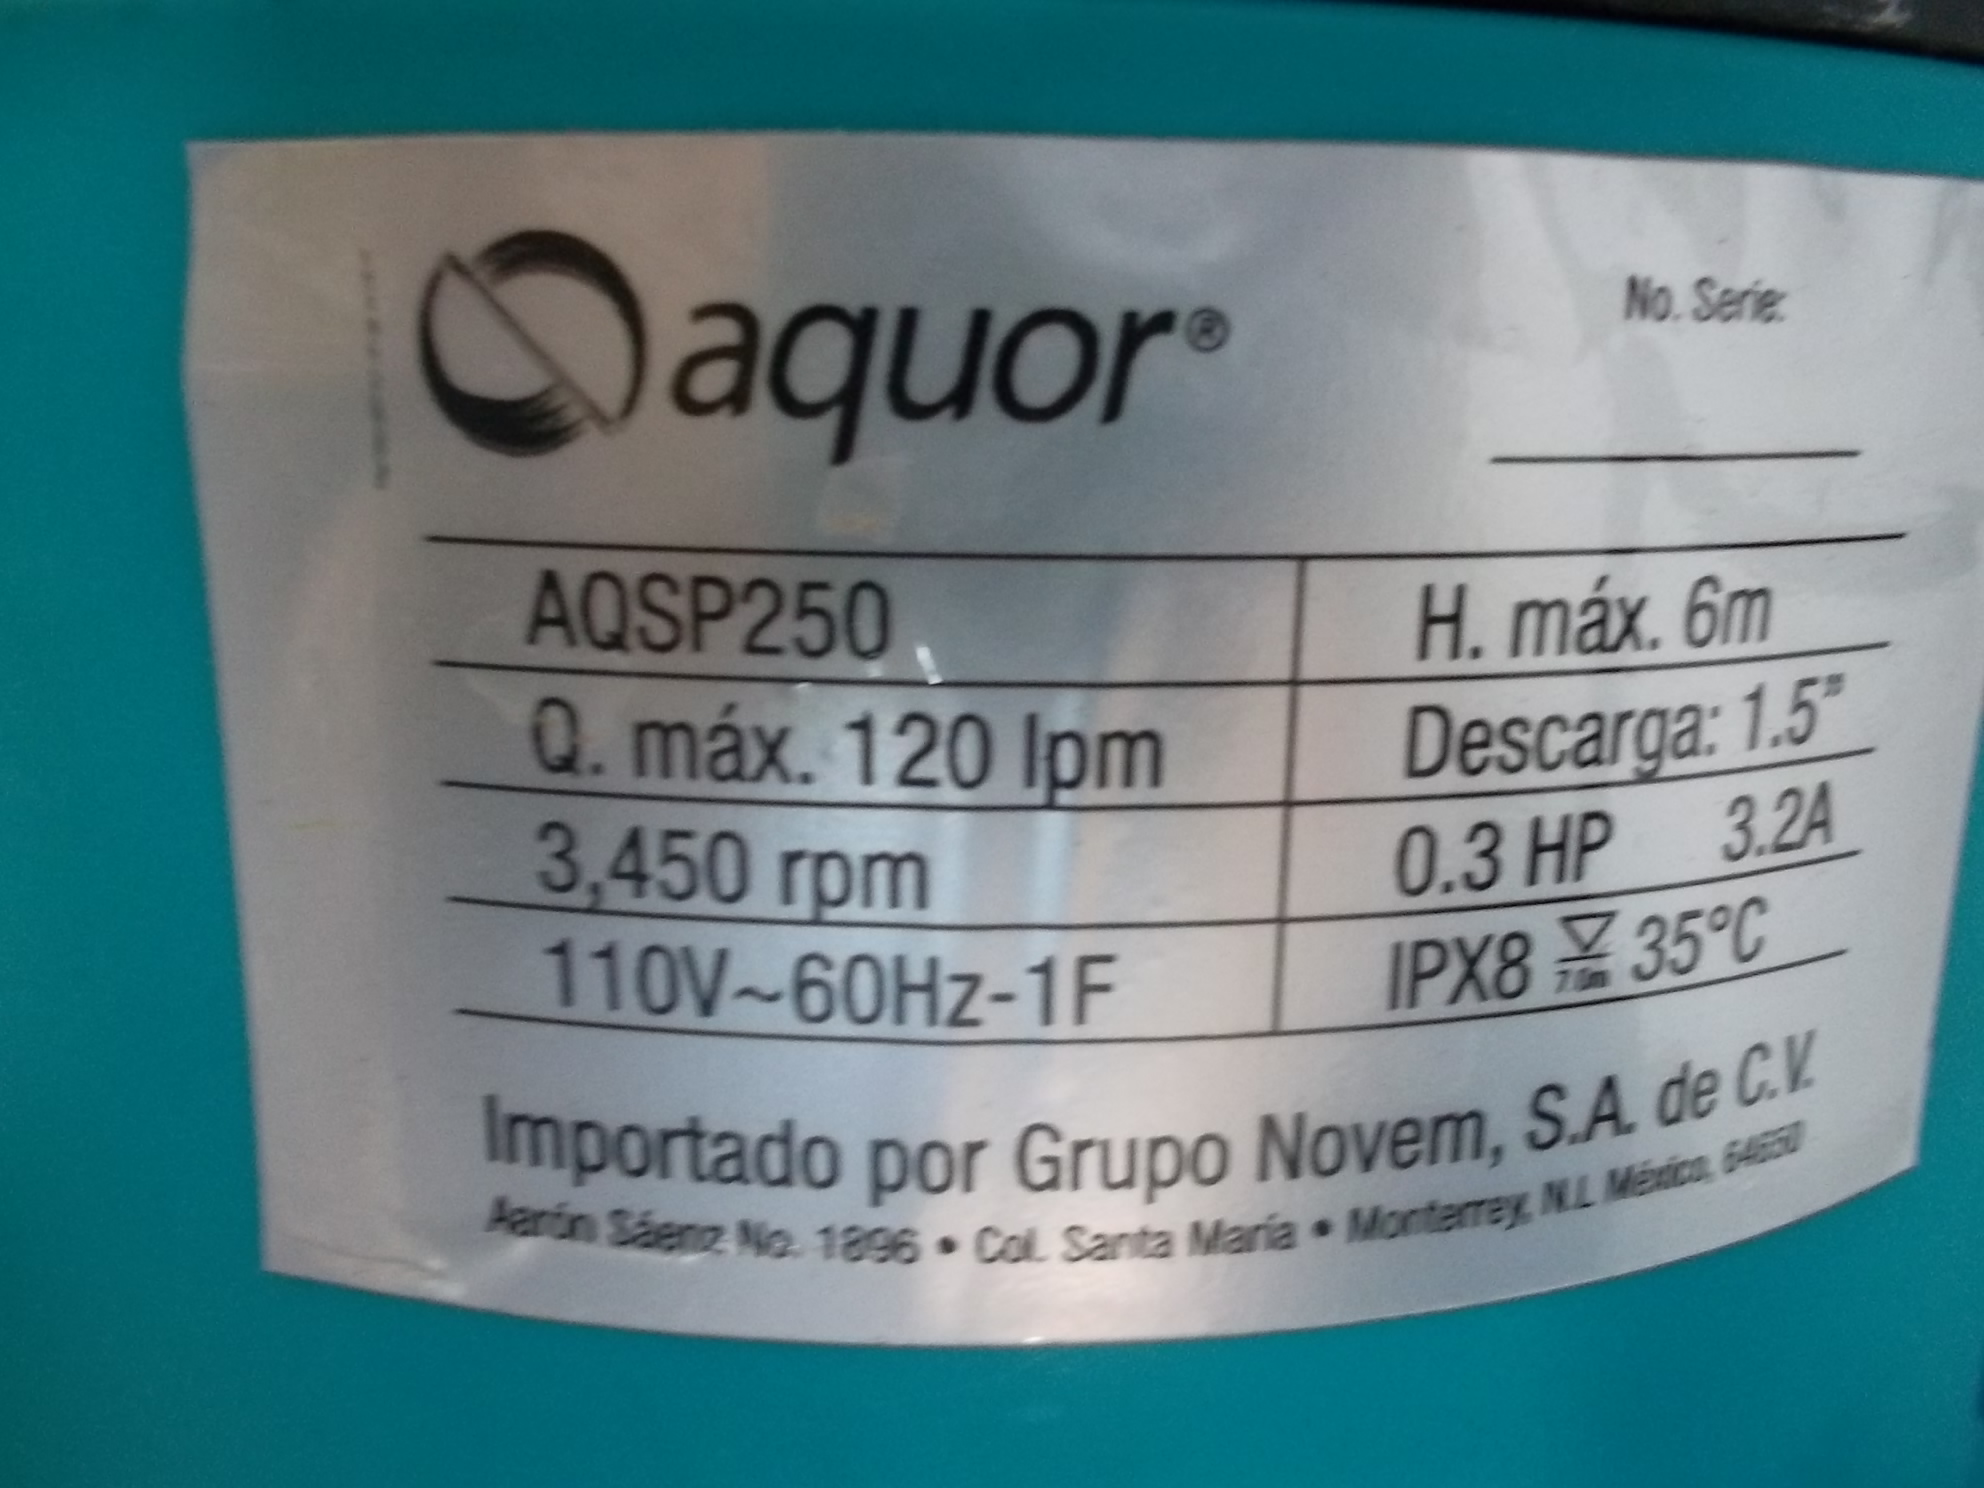 aquor®
No. Serie:
AQSP250
H. máx. 6m
Q. máx. 120 lpm
Descarga: 1.5”
3,450 rpm
0.3 HP 3.2A
110V~60Hz-1F
IPX8 7.0m 35°C
Importado por Grupo Novem, S.A. de C.V.
Aarón Sáenz No. 1896 • Col. Santa María • Monterrey, N.L. México, 64650